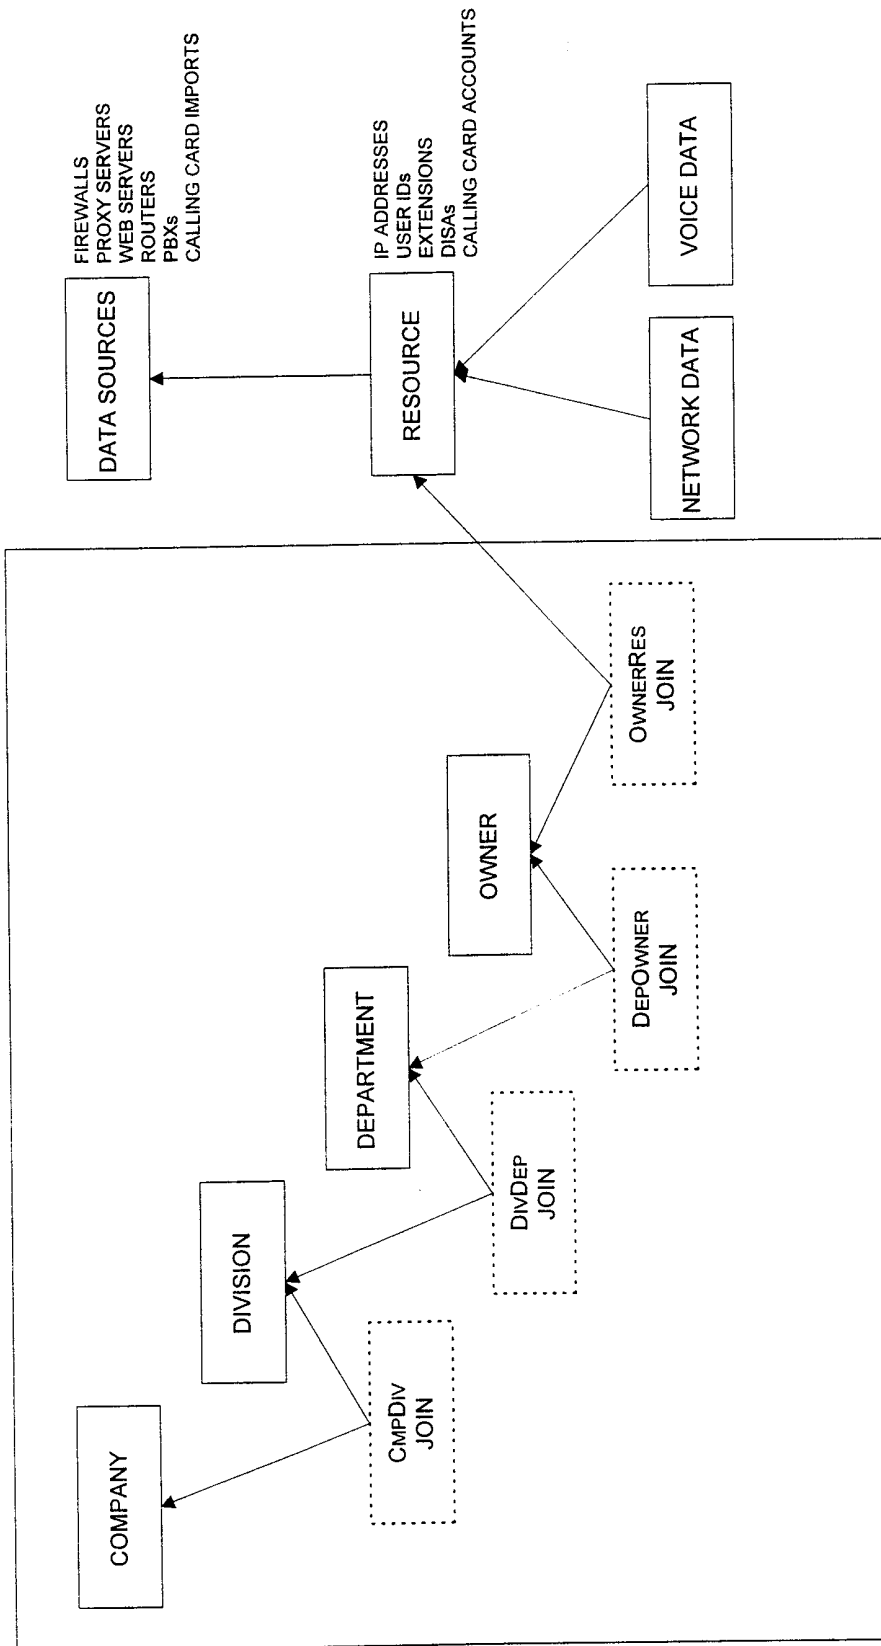 COMPANY
DIVISION
DEPARTMENT
OWNER
CMPDIV
JOIN
DIVDEP
JOIN
DEPOWNER
JOIN
OWNERRES
JOIN
DATA SOURCES
FIREWALLS
PROXY SERVERS
WEB SERVERS
ROUTERS
PBXs
CALLING CARD IMPORTS
RESOURCE
IP ADDRESSES
USER IDs
EXTENSIONS
DISAs
CALLING CARD ACCOUNTS
NETWORK DATA
VOICE DATA